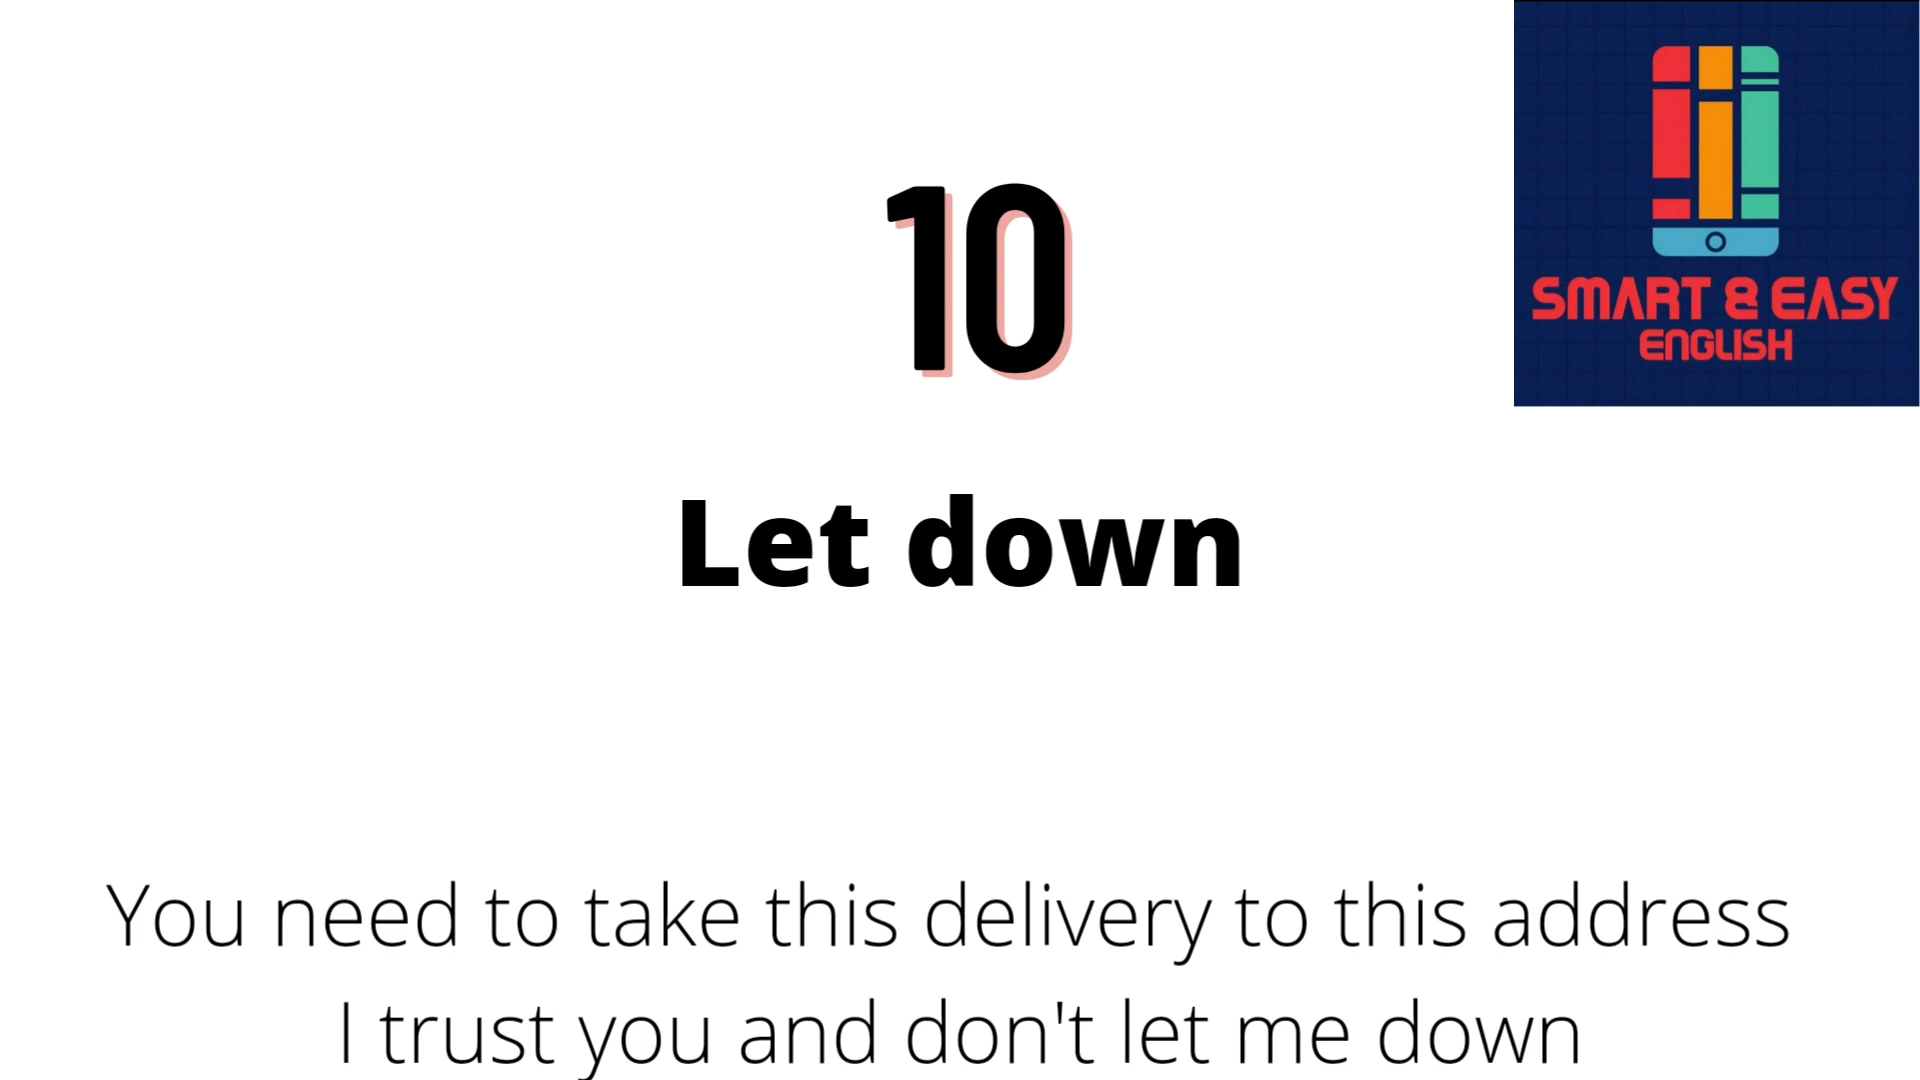 SMART & EASY
ENGLISH
10
Let down
You need to take this delivery to this address
I trust you and don't let me down